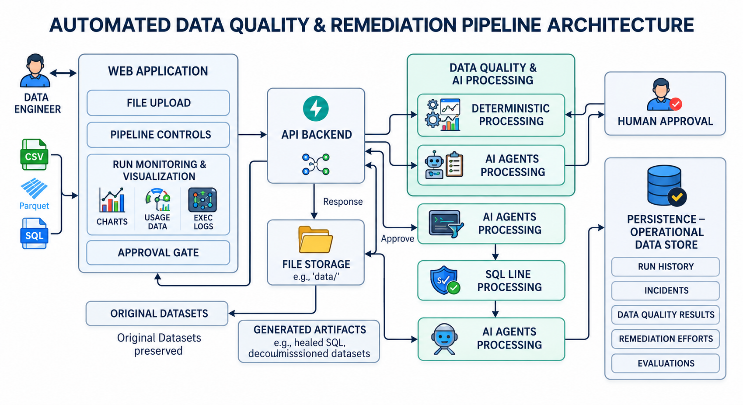 AUTOMATED DATA QUALITY & REMEDIATION PIPELINE ARCHITECTURE
DATA
ENGINEER
CSV
Parquet
SQL
WEB APPLICATION
FILE UPLOAD
PIPELINE CONTROLS
RUN MONITORING &
VISUALIZATION
CHARTS
USAGE
DATA
EXEC
LOGS
APPROVAL GATE
API BACKEND
Response
FILE STORAGE
e.g., 'data/'
ORIGINAL DATASETS
Original Datasets
preserved
GENERATED ARTIFACTS
e.g., healed SQL,
decoulmisssioned datasets
DATA QUALITY &
AI PROCESSING
DETERMINISTIC
PROCESSING
AI AGENTS
PROCESSING
Approve
AI AGENTS
PROCESSING
SQL LINE
PROCESSING
AI AGENTS
PROCESSING
HUMAN APPROVAL
PERSISTENCE –
OPERATIONAL
DATA STORE
RUN HISTORY
INCIDENTS
DATA QUALITY RESULTS
REMEDIATION EFFORTS
EVALUATIONS